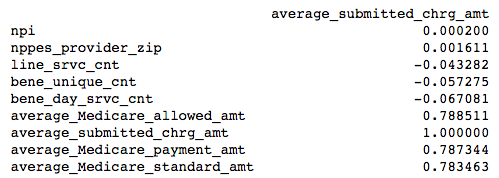 average_submitted_chrg_amt
npi 0.000200
nppes_provider_zip 0.001611
line_srvc_cnt -0.043282
bene_unique_cnt -0.057275
bene_day_srvc_cnt -0.067081
average_Medicare_allowed_amt 0.788511
average_submitted_chrg_amt 1.000000
average_Medicare_payment_amt 0.787344
average_Medicare_standard_amt 0.783463